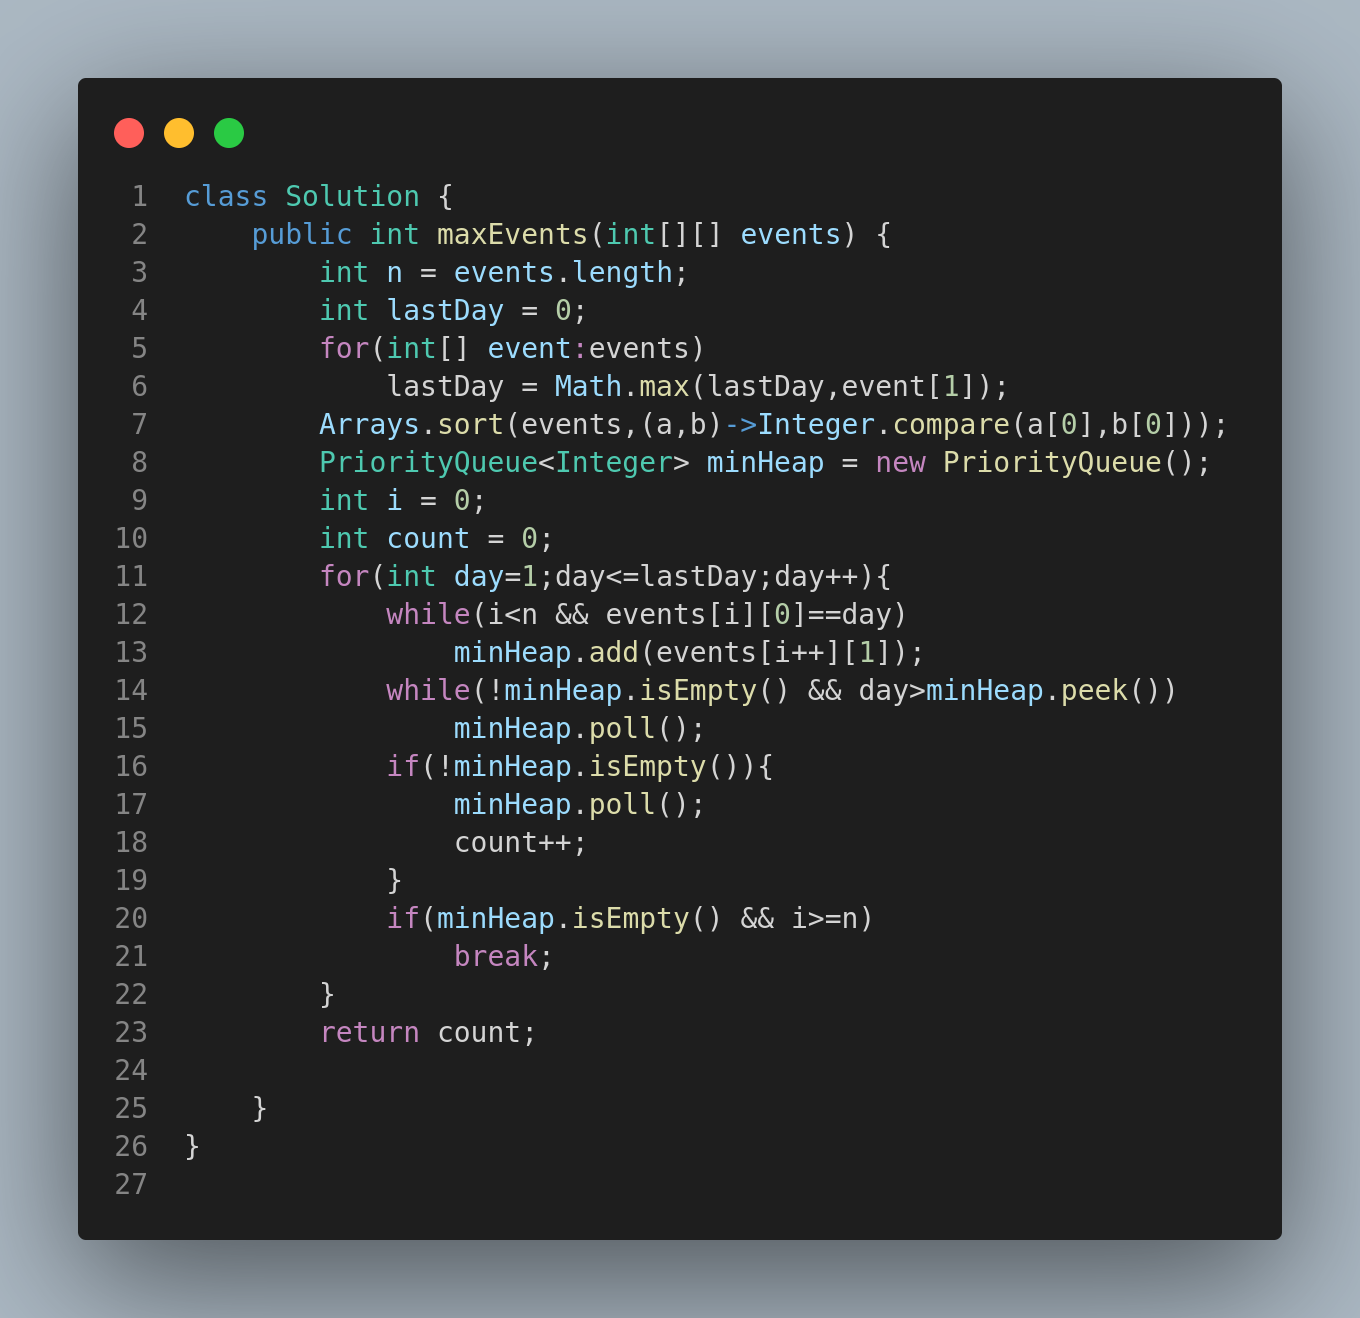 1 class Solution {
2     public int maxEvents(int[][] events) {
3         int n = events.length;
4         int lastDay = 0;
5         for(int[] event:events)
6             lastDay = Math.max(lastDay,event[1]);
7         Arrays.sort(events,(a,b)->Integer.compare(a[0],b[0]));
8         PriorityQueue<Integer> minHeap = new PriorityQueue();
9         int i = 0;
10         int count = 0;
11         for(int day=1;day<=lastDay;day++){
12             while(i<n && events[i][0]==day)
13                 minHeap.add(events[i++][1]);
14             while(!minHeap.isEmpty() && day>minHeap.peek())
15                 minHeap.poll();
16             if(!minHeap.isEmpty()){
17                 minHeap.poll();
18                 count++;
19             }
20             if(minHeap.isEmpty() && i>=n)
21                 break;
22         }
23         return count;
24
25     }
26 }
27